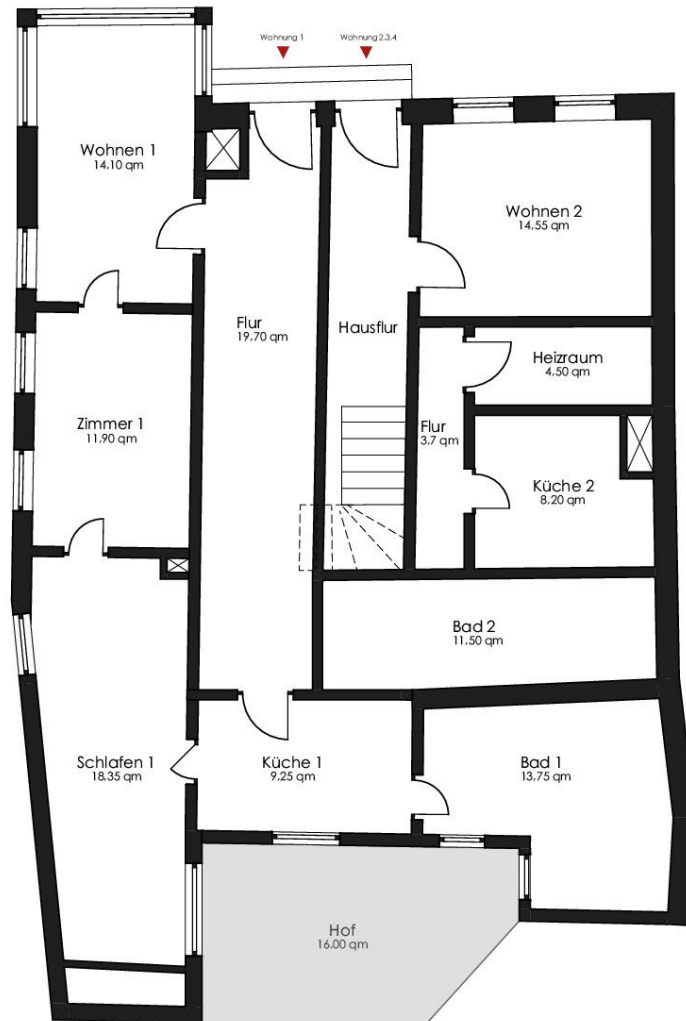 Wohnung 1
Wohnung 2,3,4
Wohnen 1
14,10 qm
Wohnen 2
14,55 qm
Flur
19,70 qm
Hausflur
Heizraum
4,50 qm
Zimmer 1
11,90 qm
Flur
3,7 qm
Küche 2
8,20 qm
Bad 2
11,50 qm
Schlafen 1
18,35 qm
Küche 1
9,25 qm
Bad 1
13,75 qm
Hof
16,00 qm